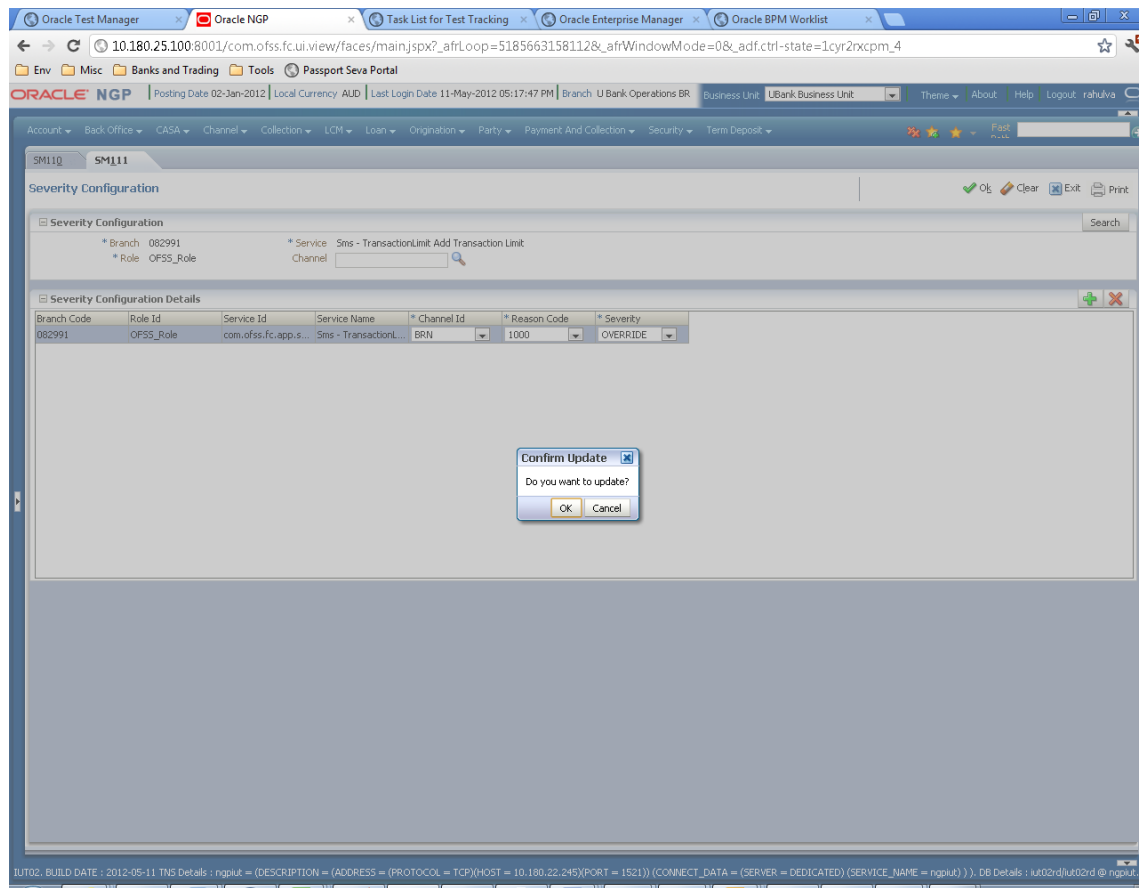 Oracle Test Manager × Oracle NGP × Task List for Test Tracking × Oracle Enterprise Manager × Oracle BPM Worklist ×
10.180.25.100:8001/com.ofss.fc.ui.view/faces/main.jspx?_afrLoop=5185663158112&_afrWindowMode=0&_adf.ctrl-state=1cyr2rxcpm_4
Env Misc Banks and Trading Tools Passport Seva Portal
ORACLE NGP Posting Date 02-Jan-2012 Local Currency AUD Last Login Date 11-May-2012 05:17:47 PM Branch U Bank Operations BR Business Unit UBank Business Unit Theme About Help Logout rahulva
Account Back Office CASA Channel Collection LCM Loan Origination Party Payment And Collection Security Term Deposit Fast
SM110 SM111
Severity Configuration Ok Clear Exit Print
Severity Configuration Search
* Branch 082991 * Service Sms - TransactionLimit Add Transaction Limit
* Role OFSS_Role Channel
Severity Configuration Details
Branch Code Role Id Service Id Service Name * Channel Id * Reason Code * Severity
082991 OFSS_Role com.ofss.fc.app.s... Sms - TransactionL... BRN 1000 OVERRIDE
Confirm Update
Do you want to update?
OK Cancel
IUT02. BUILD DATE : 2012-05-11 TNS Details : ngpiut = (DESCRIPTION = (ADDRESS = (PROTOCOL = TCP)(HOST = 10.180.22.245)(PORT = 1521)) (CONNECT_DATA = (SERVER = DEDICATED) (SERVICE_NAME = ngpiut) ) ). DB Details : iut02rd/iut02rd @ ngpiut